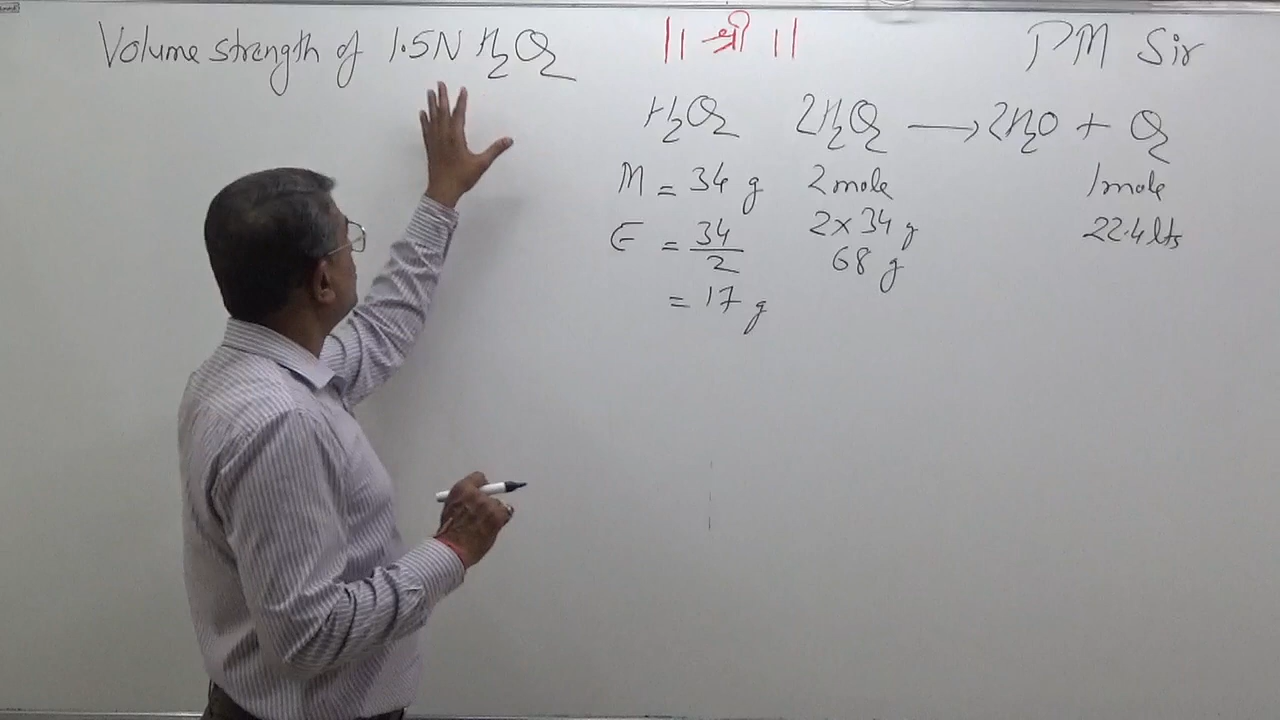 Volume strength of 1.5N H₂O₂
|| श्री ||
PM Sir
H₂O₂
M = 34 g
E = 34/2
= 17 g
2H₂O₂ → 2H₂O + O₂
2 mole 1 mole
2 x 34 g 22.4 lts
68 g